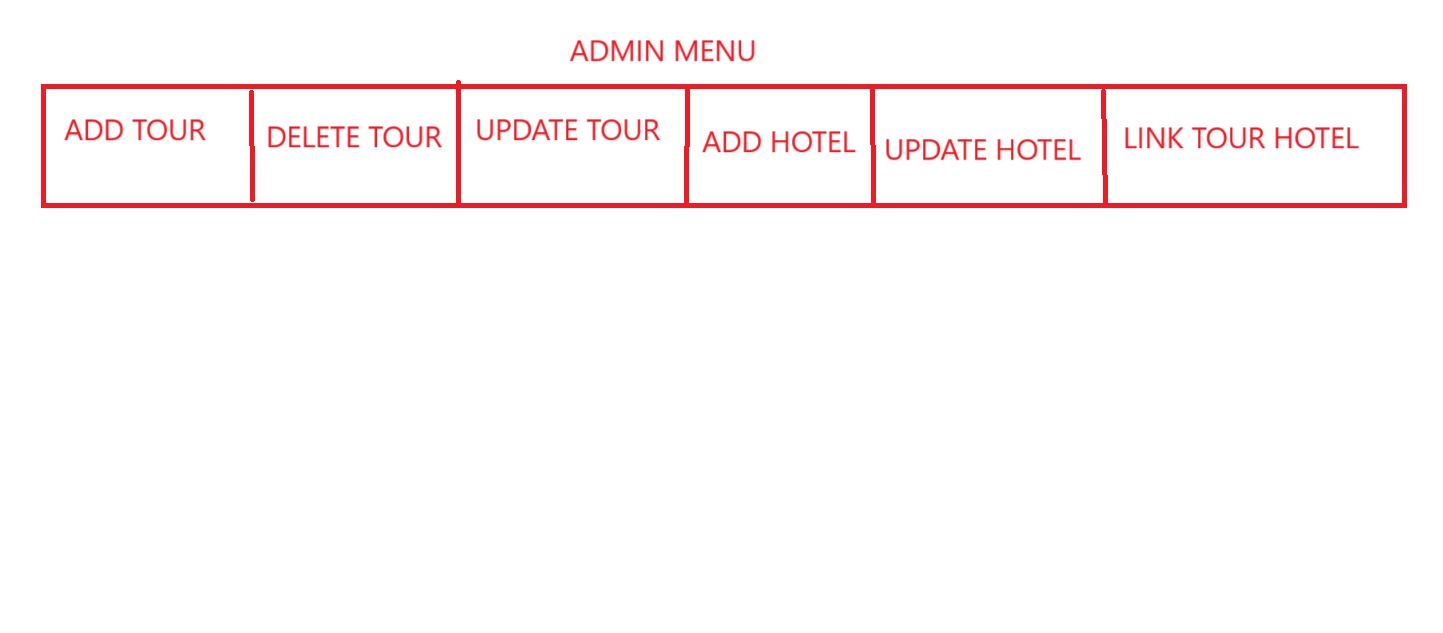 ADMIN MENU
ADD TOUR
DELETE TOUR
UPDATE TOUR
ADD HOTEL
UPDATE HOTEL
LINK TOUR HOTEL